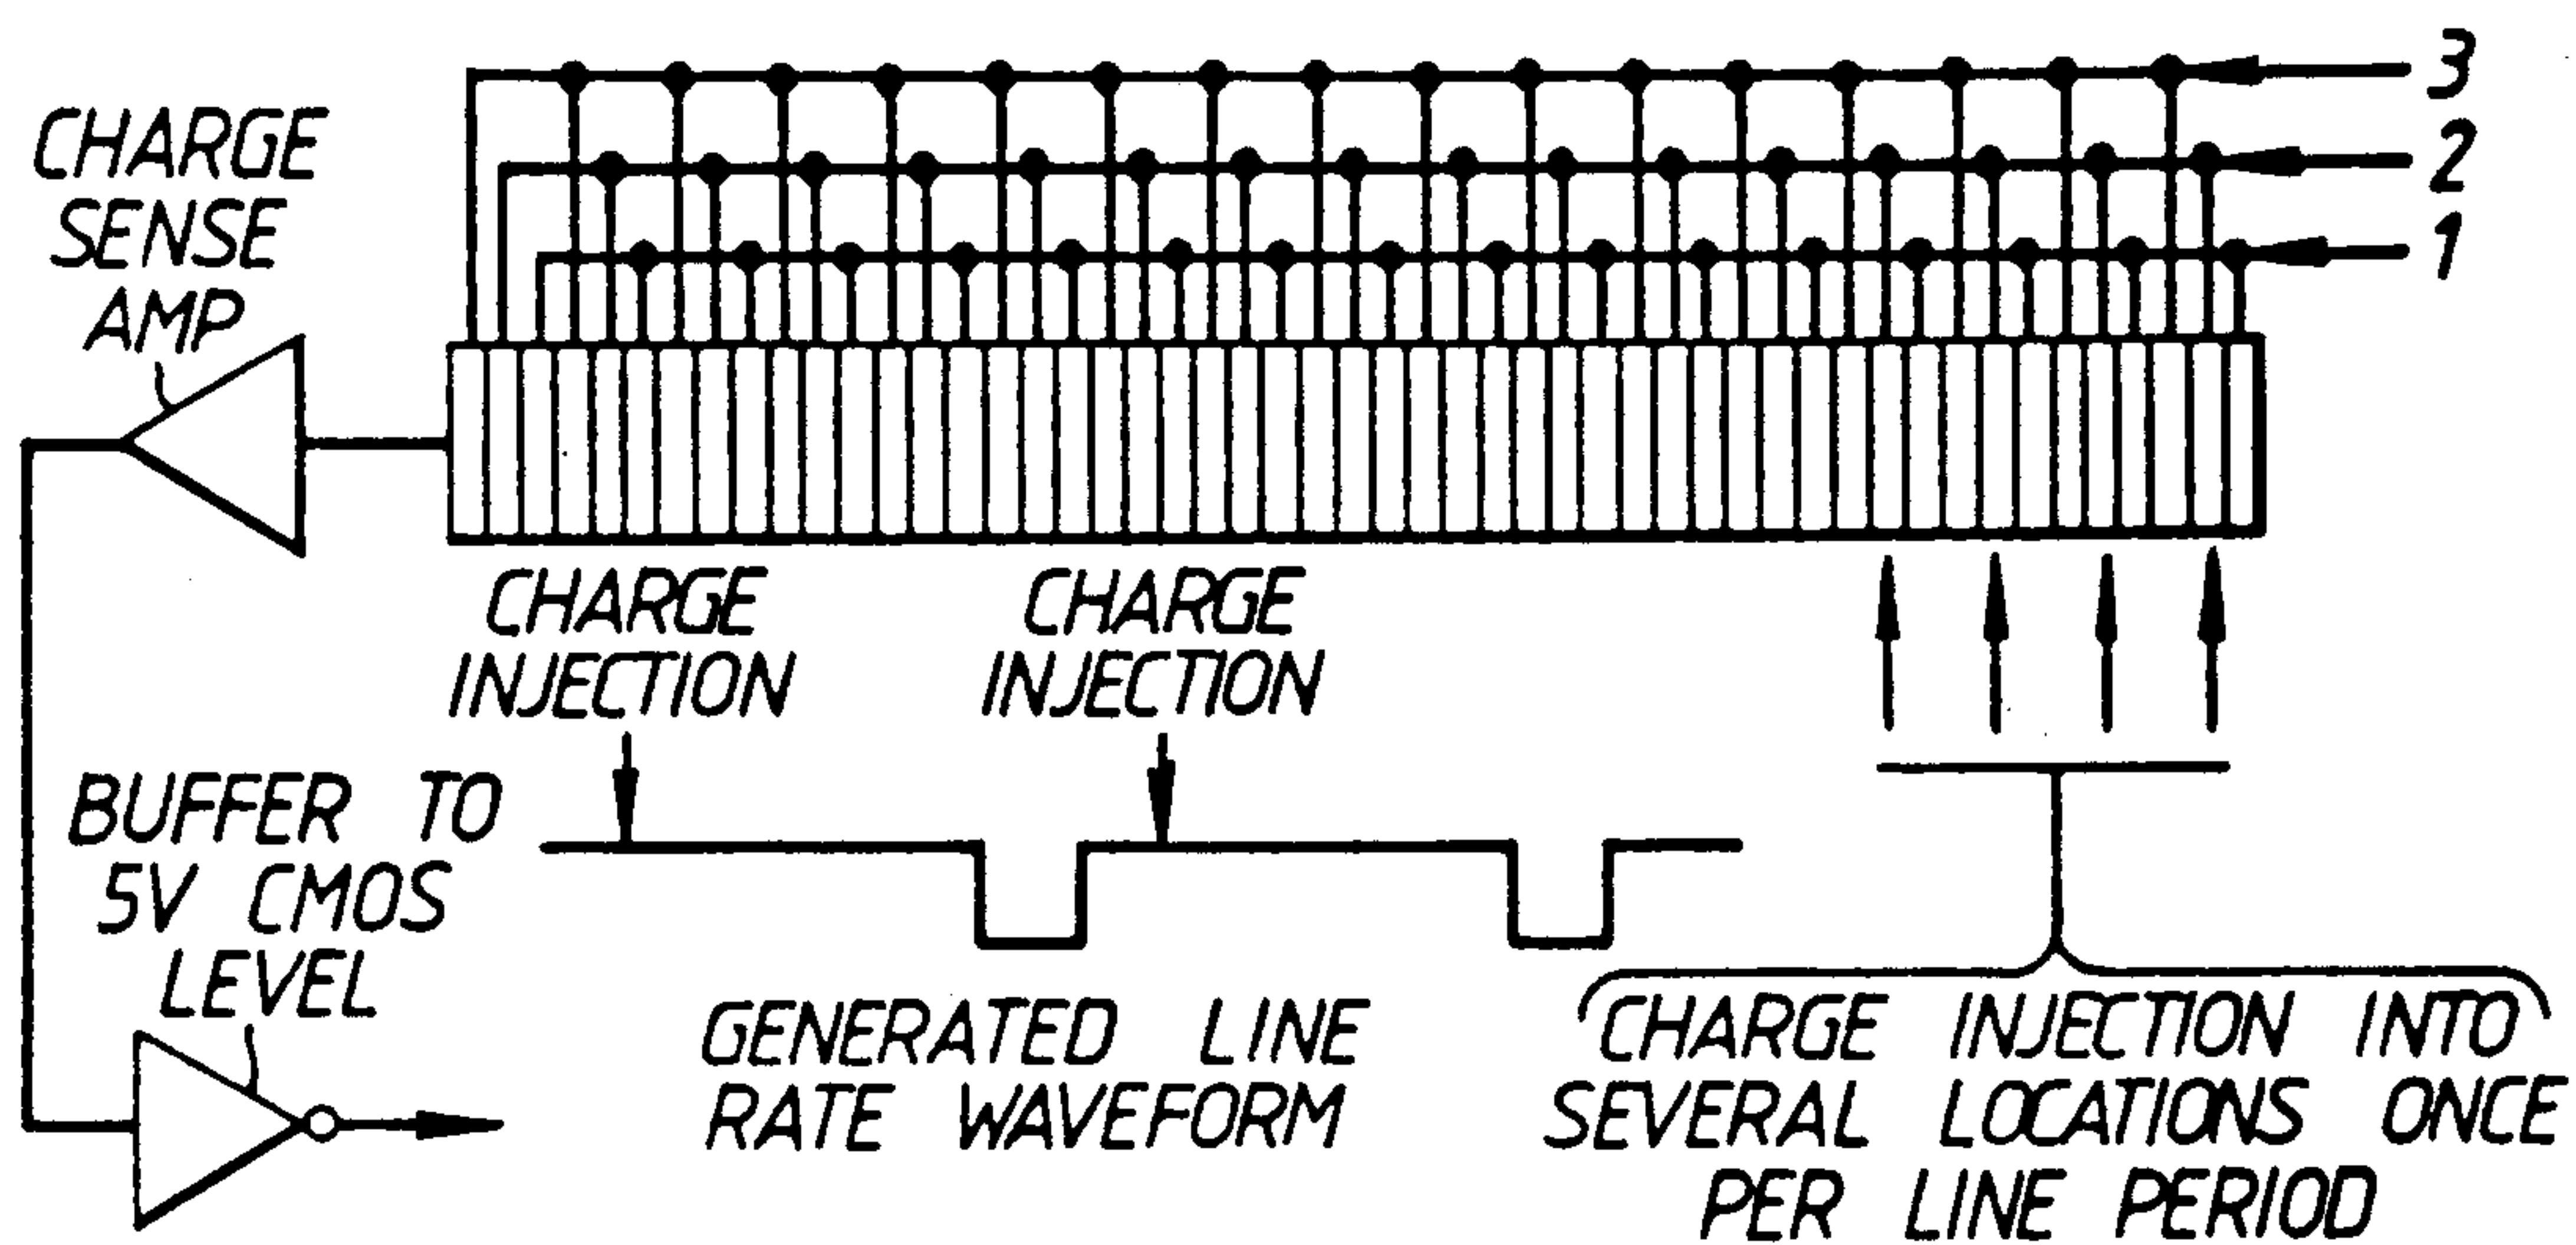 3
2
1
CHARGE
SENSE
AMP
CHARGE
INJECTION
CHARGE
INJECTION
BUFFER TO
5V CMOS
LEVEL
GENERATED LINE
RATE WAVEFORM
CHARGE INJECTION INTO
SEVERAL LOCATIONS ONCE
PER LINE PERIOD